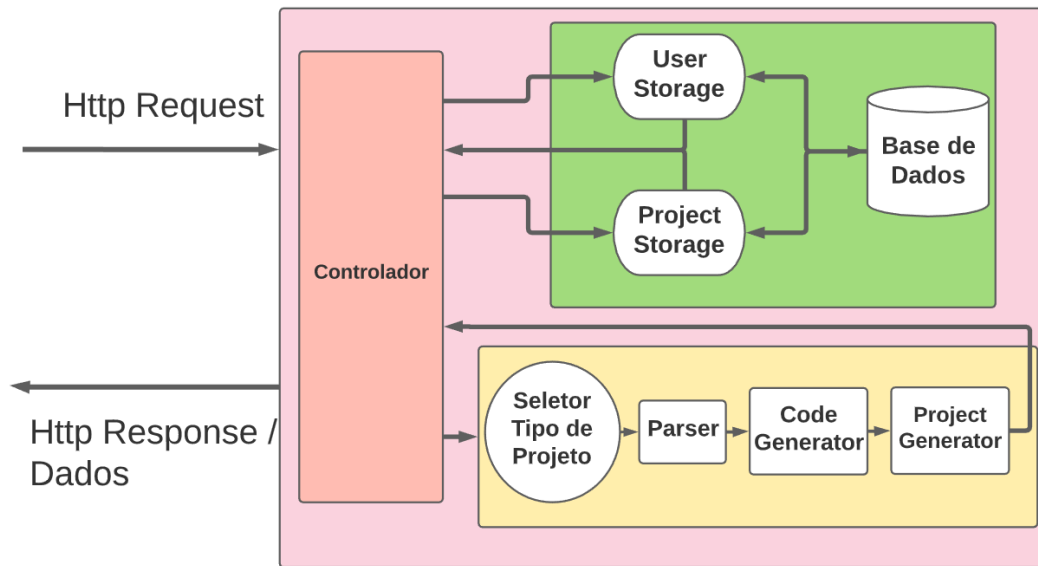 Http Request
User
Storage
Base de
Dados
Project
Storage
Controlador
Http Response /
Dados
Seletor
Tipo de
Projeto
Parser
Code
Generator
Project
Generator